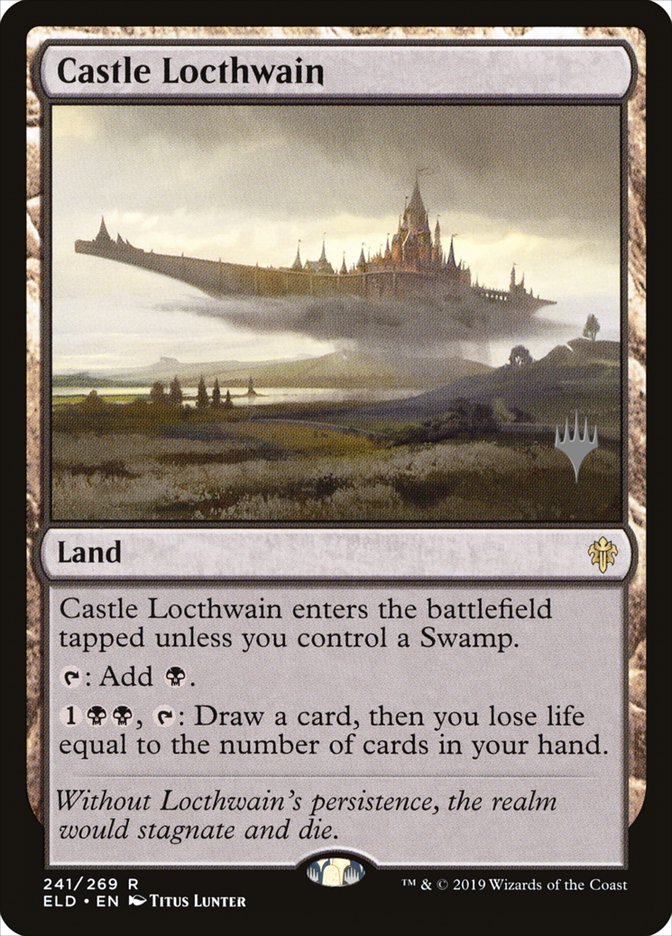 Castle Locthwain
Land
Castle Locthwain enters the battlefield
tapped unless you control a Swamp.
: Add .
1, : Draw a card, then you lose life
equal to the number of cards in your hand.
Without Locthwain's persistence, the realm
would stagnate and die.
241/269 R
ELD • EN Titus Lunter
™ & © 2019 Wizards of the Coast